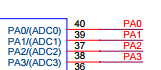 PA0/(ADC0) 40 PA0
PA1/(ADC1) 39 PA1
PA2/(ADC2) 37 PA2
PA3/(ADC3) 38 PA3
36